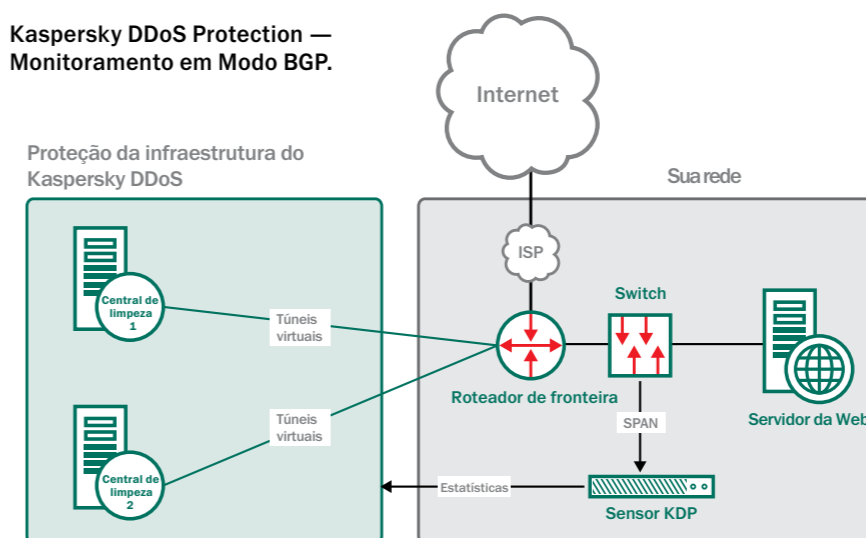 Kaspersky DDoS Protection —
Monitoramento em Modo BGP.
Internet
Proteção da infraestrutura do
Kaspersky DDoS
Sua rede
ISP
Central de
limpeza
1
Túneis
virtuais
Switch
Roteador de fronteira
Servidor da Web
Túneis
virtuais
SPAN
Central de
limpeza
2
Estatísticas
Sensor KDP